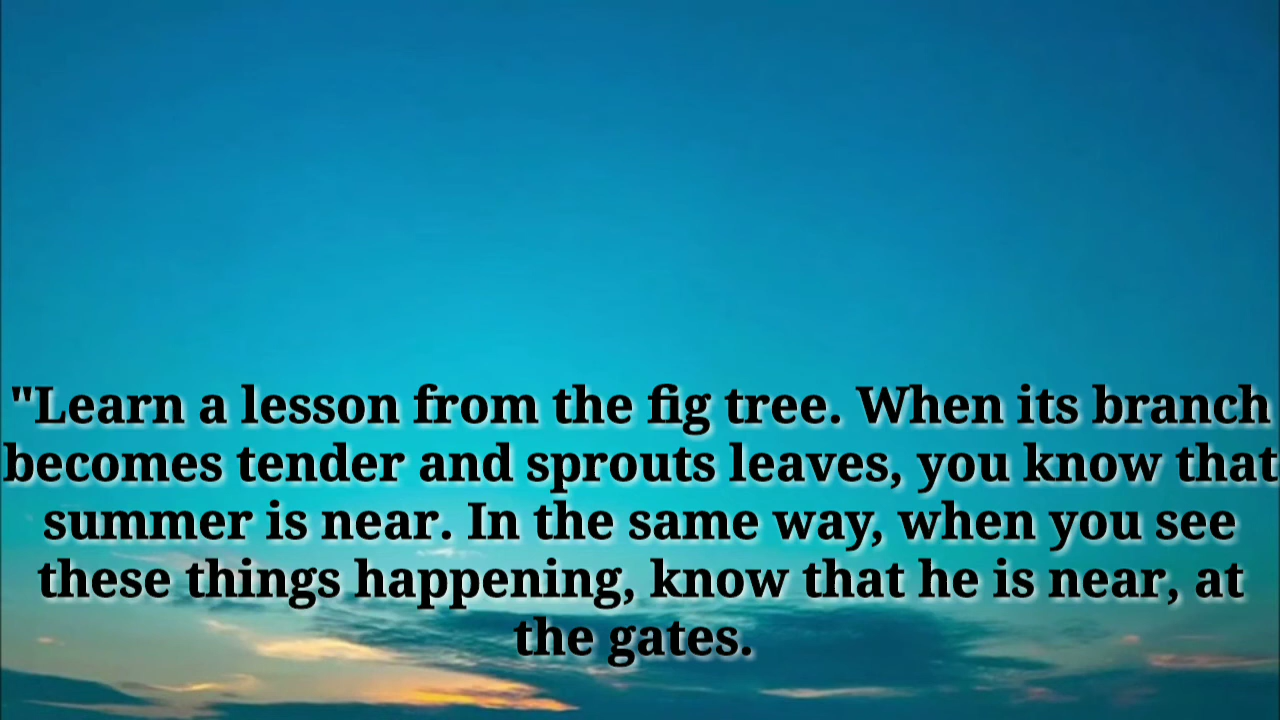 "Learn a lesson from the fig tree. When its branch
becomes tender and sprouts leaves, you know that
summer is near. In the same way, when you see
these things happening, know that he is near, at
the gates.